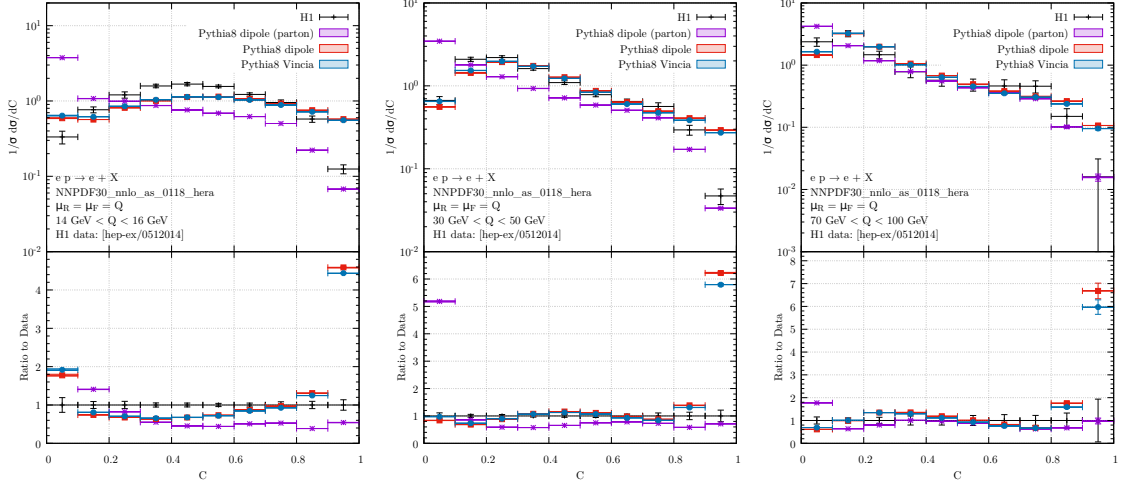 H1
Pythia8 dipole (parton)
Pythia8 dipole
Pythia8 Vincia
1/σ dσ/dC
10¹
10⁰
10⁻¹
10⁻²
e p → e + X
NNPDF30_nnlo_as_0118_hera
μR = μF = Q
14 GeV < Q < 16 GeV
H1 data: [hep-ex/0512014]
Ratio to Data
0 1 2 4
0 0.2 0.4 0.6 0.8 1
C
H1
Pythia8 dipole (parton)
Pythia8 dipole
Pythia8 Vincia
1/σ dσ/dC
10¹
10⁰
10⁻¹
e p → e + X
NNPDF30_nnlo_as_0118_hera
μR = μF = Q
30 GeV < Q < 50 GeV
H1 data: [hep-ex/0512014]
Ratio to Data
0 1 2 3 4 5 6
0 0.2 0.4 0.6 0.8 1
C
H1
Pythia8 dipole (parton)
Pythia8 dipole
Pythia8 Vincia
1/σ dσ/dC
10¹
10⁰
10⁻¹
10⁻²
10⁻³
e p → e + X
NNPDF30_nnlo_as_0118_hera
μR = μF = Q
70 GeV < Q < 100 GeV
H1 data: [hep-ex/0512014]
Ratio to Data
0 1 2 3 4 5 6 7 8
0 0.2 0.4 0.6 0.8 1
C